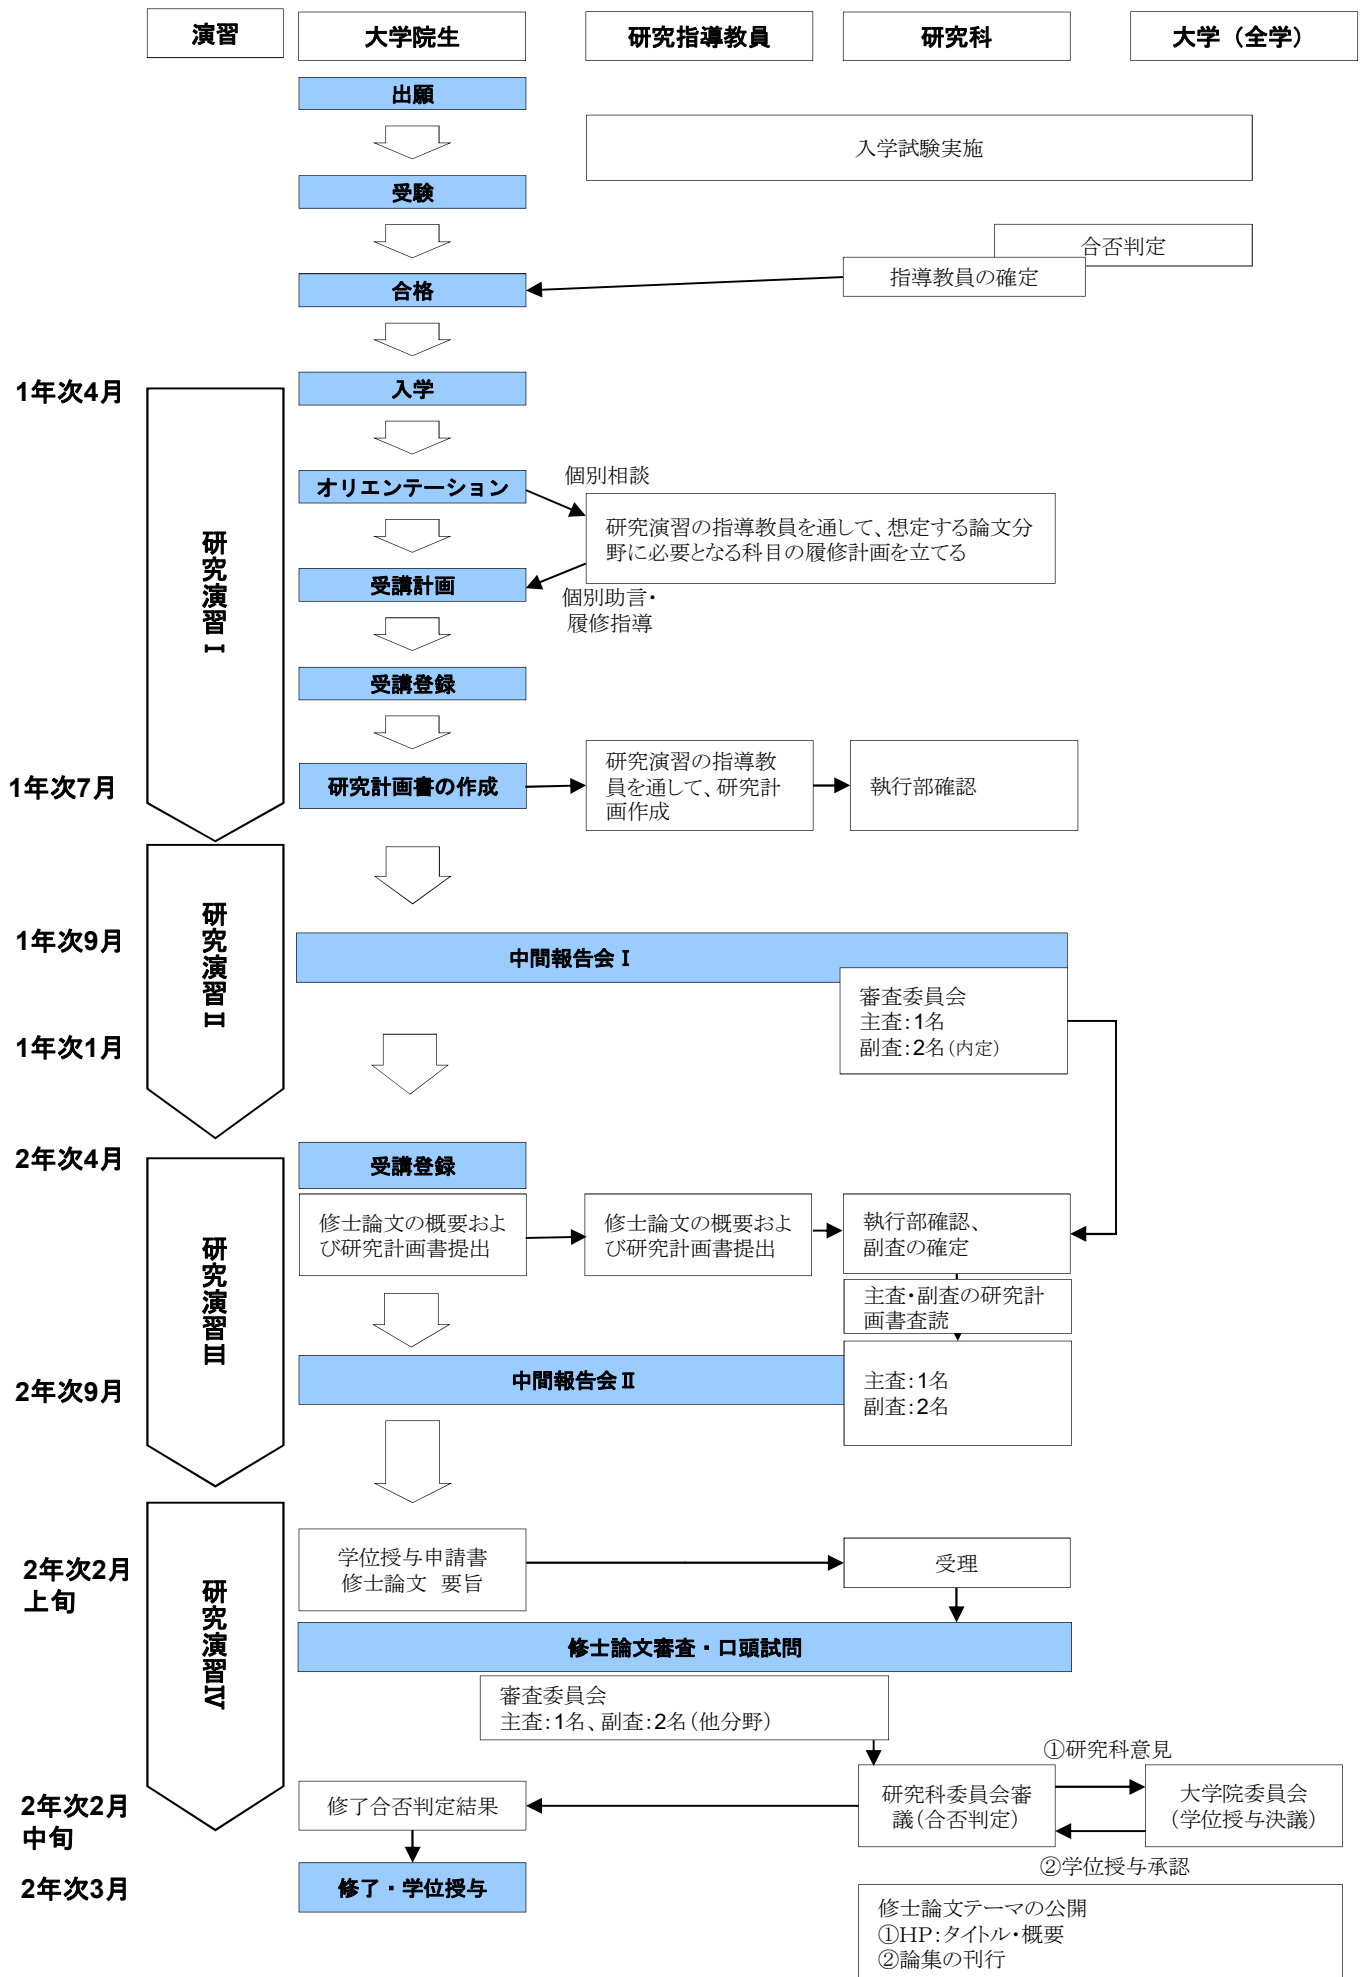 演習
大学院生
研究指導教員
研究科
大学（全学）
出願
入学試験実施
受験
合否判定
指導教員の確定
合格
1年次4月
入学
オリエンテーション
個別相談
研究演習の指導教員を通して、想定する論文分
野に必要となる科目の履修計画を立てる
受講計画
個別助言・
履修指導
研究演習Ⅰ
受講登録
1年次7月
研究計画書の作成
研究演習の指導教
員を通して、研究計
画作成
執行部確認
研究演習Ⅱ
1年次9月
中間報告会Ⅰ
審査委員会
主査：1名
副査：2名（内定）
1年次1月
2年次4月
受講登録
修士論文の概要およ
び研究計画書提出
修士論文の概要およ
び研究計画書提出
執行部確認、
副査の確定
研究演習Ⅲ
主査・副査の研究計
画書査読
2年次9月
中間報告会Ⅱ
主査：1名
副査：2名
2年次2月
上旬
学位授与申請書
修士論文　要旨
受理
研究演習Ⅳ
修士論文審査・口頭試問
審査委員会
主査：1名、副査：2名（他分野）
①研究科意見
2年次2月
中旬
修了合否判定結果
研究科委員会審
議（合否判定）
大学院委員会
（学位授与決議）
②学位授与承認
2年次3月
修了・学位授与
修士論文テーマの公開
①HP：タイトル・概要
②論集の刊行